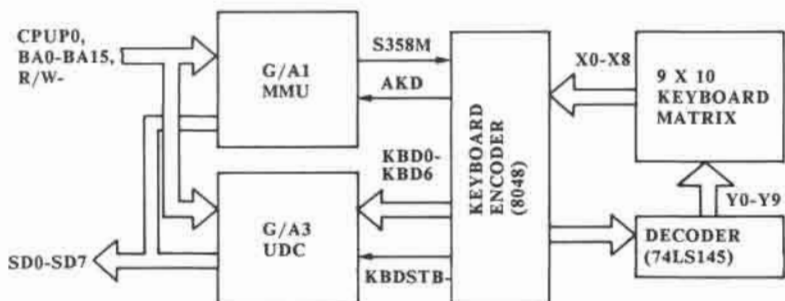 CPUP0,
BA0-BA15,
R/W-
G/A1
MMU
S358M
AKD
KBD0-
KBD6
G/A3
UDC
KBDSTB-
SD0-SD7
KEYBOARD
ENCODER
(8048)
X0-X8
9 X 10
KEYBOARD
MATRIX
Y0-Y9
DECODER
(74LS145)